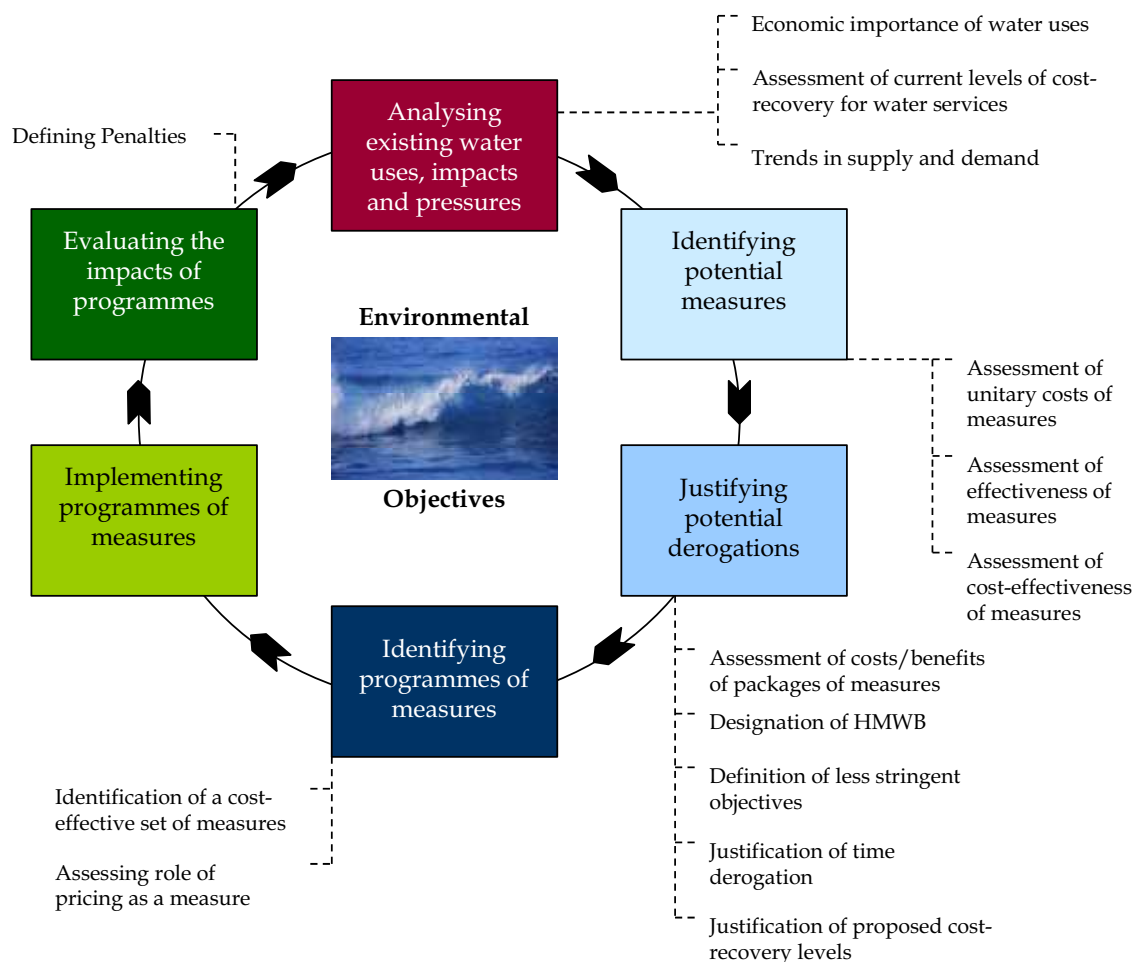 Economic importance of water uses
Assessment of current levels of cost-
recovery for water services
Trends in supply and demand
Defining Penalties
Analysing
existing water
uses, impacts
and pressures
Evaluating the
impacts of
programmes
Identifying
potential
measures
Environmental
Objectives
Assessment of
unitary costs of
measures
Assessment of
effectiveness of
measures
Assessment of
cost-effectiveness
of measures
Implementing
programmes of
measures
Justifying
potential
derogations
Identifying
programmes of
measures
Assessment of costs/benefits
of packages of measures
Designation of HMWB
Definition of less stringent
objectives
Justification of time
derogation
Justification of proposed cost-
recovery levels
Identification of a cost-
effective set of measures
Assessing role of
pricing as a measure